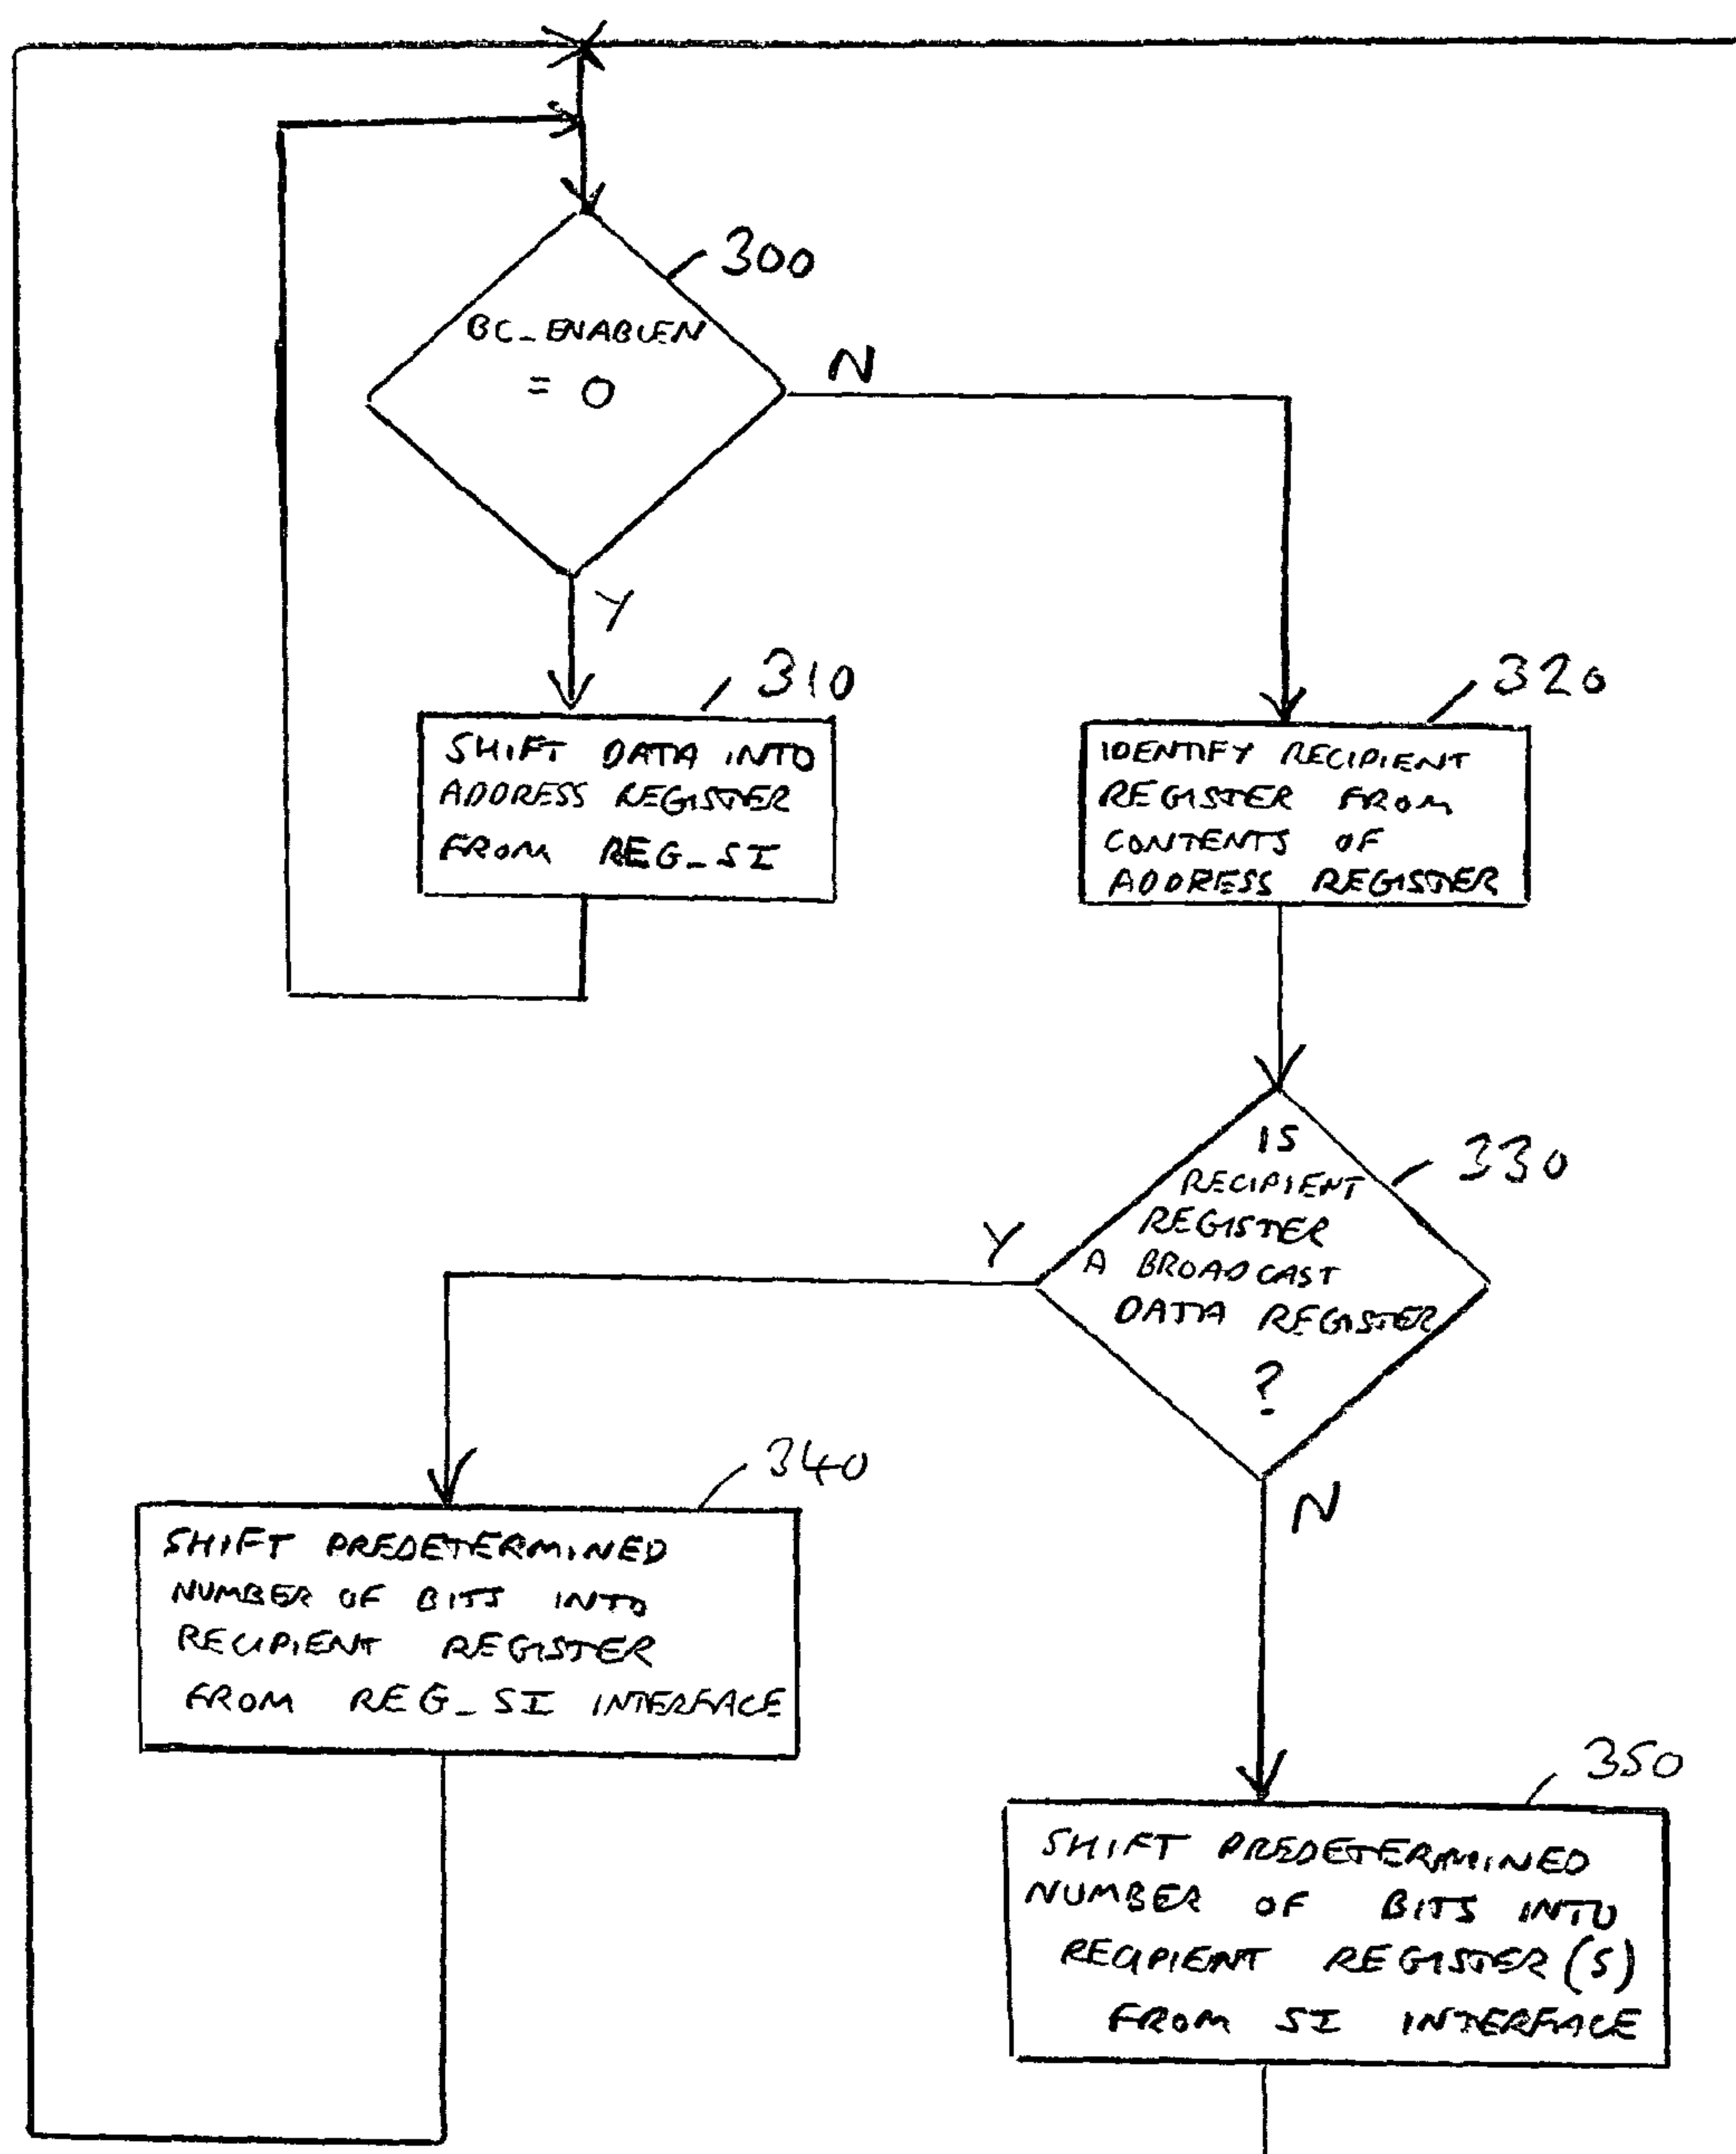 300
BC_ENABLEN
= 0
N
Y
310
SHIFT DATA INTO
ADDRESS REGISTER
FROM REG_SI
320
IDENTIFY RECIPIENT
REGISTER FROM
CONTENTS OF
ADDRESS REGISTER
330
IS
RECIPIENT
REGISTER
A BROADCAST
DATA REGISTER
?
Y
N
340
SHIFT PREDETERMINED
NUMBER OF BITS INTO
RECIPIENT REGISTER
FROM REG_SI INTERFACE
350
SHIFT PREDETERMINED
NUMBER OF BITS INTO
RECIPIENT REGISTER(S)
FROM SI INTERFACE